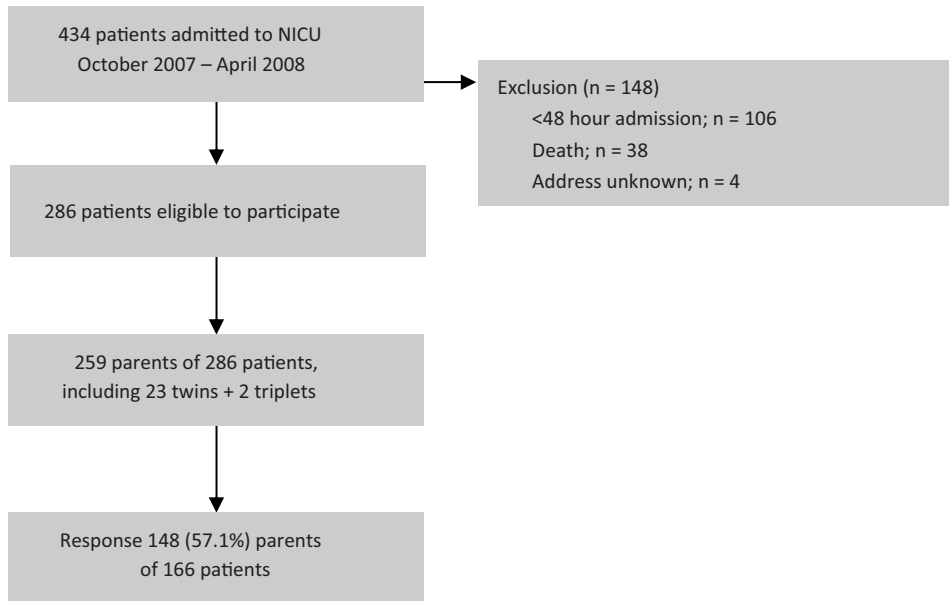 434 patients admitted to NICU
October 2007 – April 2008
Exclusion (n = 148)
<48 hour admission; n = 106
Death; n = 38
Address unknown; n = 4
286 patients eligible to participate
259 parents of 286 patients,
including 23 twins + 2 triplets
Response 148 (57.1%) parents
of 166 patients